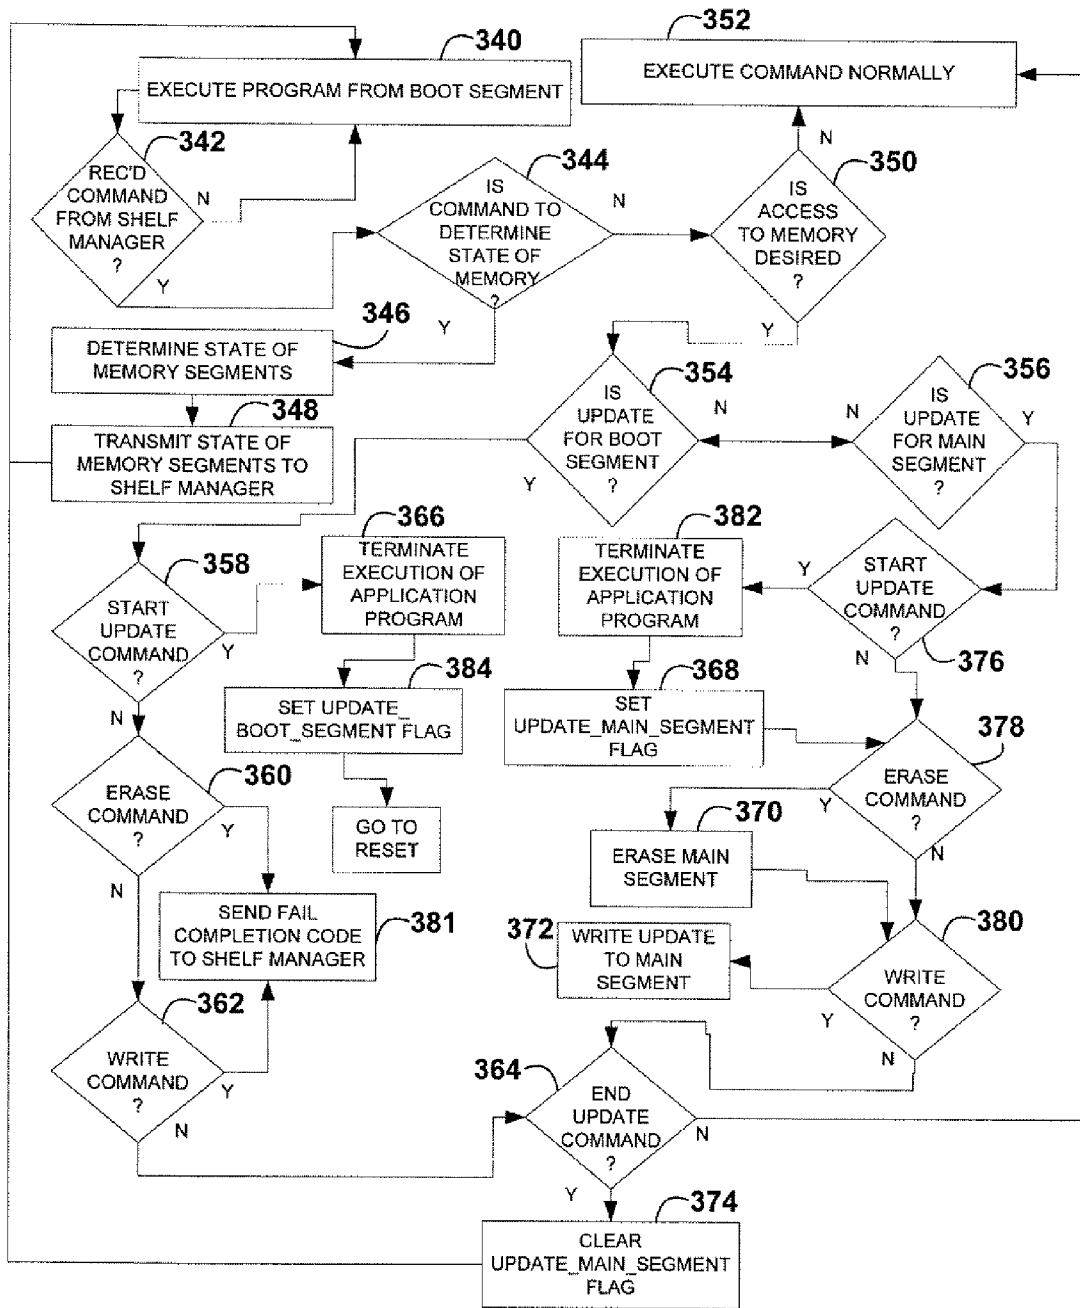 340
EXECUTE PROGRAM FROM BOOT SEGMENT
352
EXECUTE COMMAND NORMALLY
342
REC'D
COMMAND
FROM SHELF
MANAGER
?
N
Y
344
IS
COMMAND TO
DETERMINE
STATE OF
MEMORY
?
N
Y
350
IS
ACCESS
TO MEMORY
DESIRED
?
N
Y
346
DETERMINE STATE OF
MEMORY SEGMENTS
348
TRANSMIT STATE OF
MEMORY SEGMENTS TO
SHELF MANAGER
354
IS
UPDATE
FOR BOOT
SEGMENT
?
N
Y
356
IS
UPDATE
FOR MAIN
SEGMENT
?
N
Y
358
START
UPDATE
COMMAND
?
Y
N
366
TERMINATE
EXECUTION OF
APPLICATION
PROGRAM
382
TERMINATE
EXECUTION OF
APPLICATION
PROGRAM
START
UPDATE
COMMAND
?
376
Y
N
384
SET UPDATE_
BOOT_SEGMENT FLAG
368
SET
UPDATE_MAIN_SEGMENT
FLAG
360
ERASE
COMMAND
?
Y
N
GO TO
RESET
378
ERASE
COMMAND
?
Y
N
370
ERASE MAIN
SEGMENT
SEND FAIL
COMPLETION CODE
TO SHELF MANAGER
381
372
WRITE UPDATE
TO MAIN
SEGMENT
380
WRITE
COMMAND
?
Y
N
362
WRITE
COMMAND
?
Y
N
364
END
UPDATE
COMMAND
?
N
Y
374
CLEAR
UPDATE_MAIN_SEGMENT
FLAG